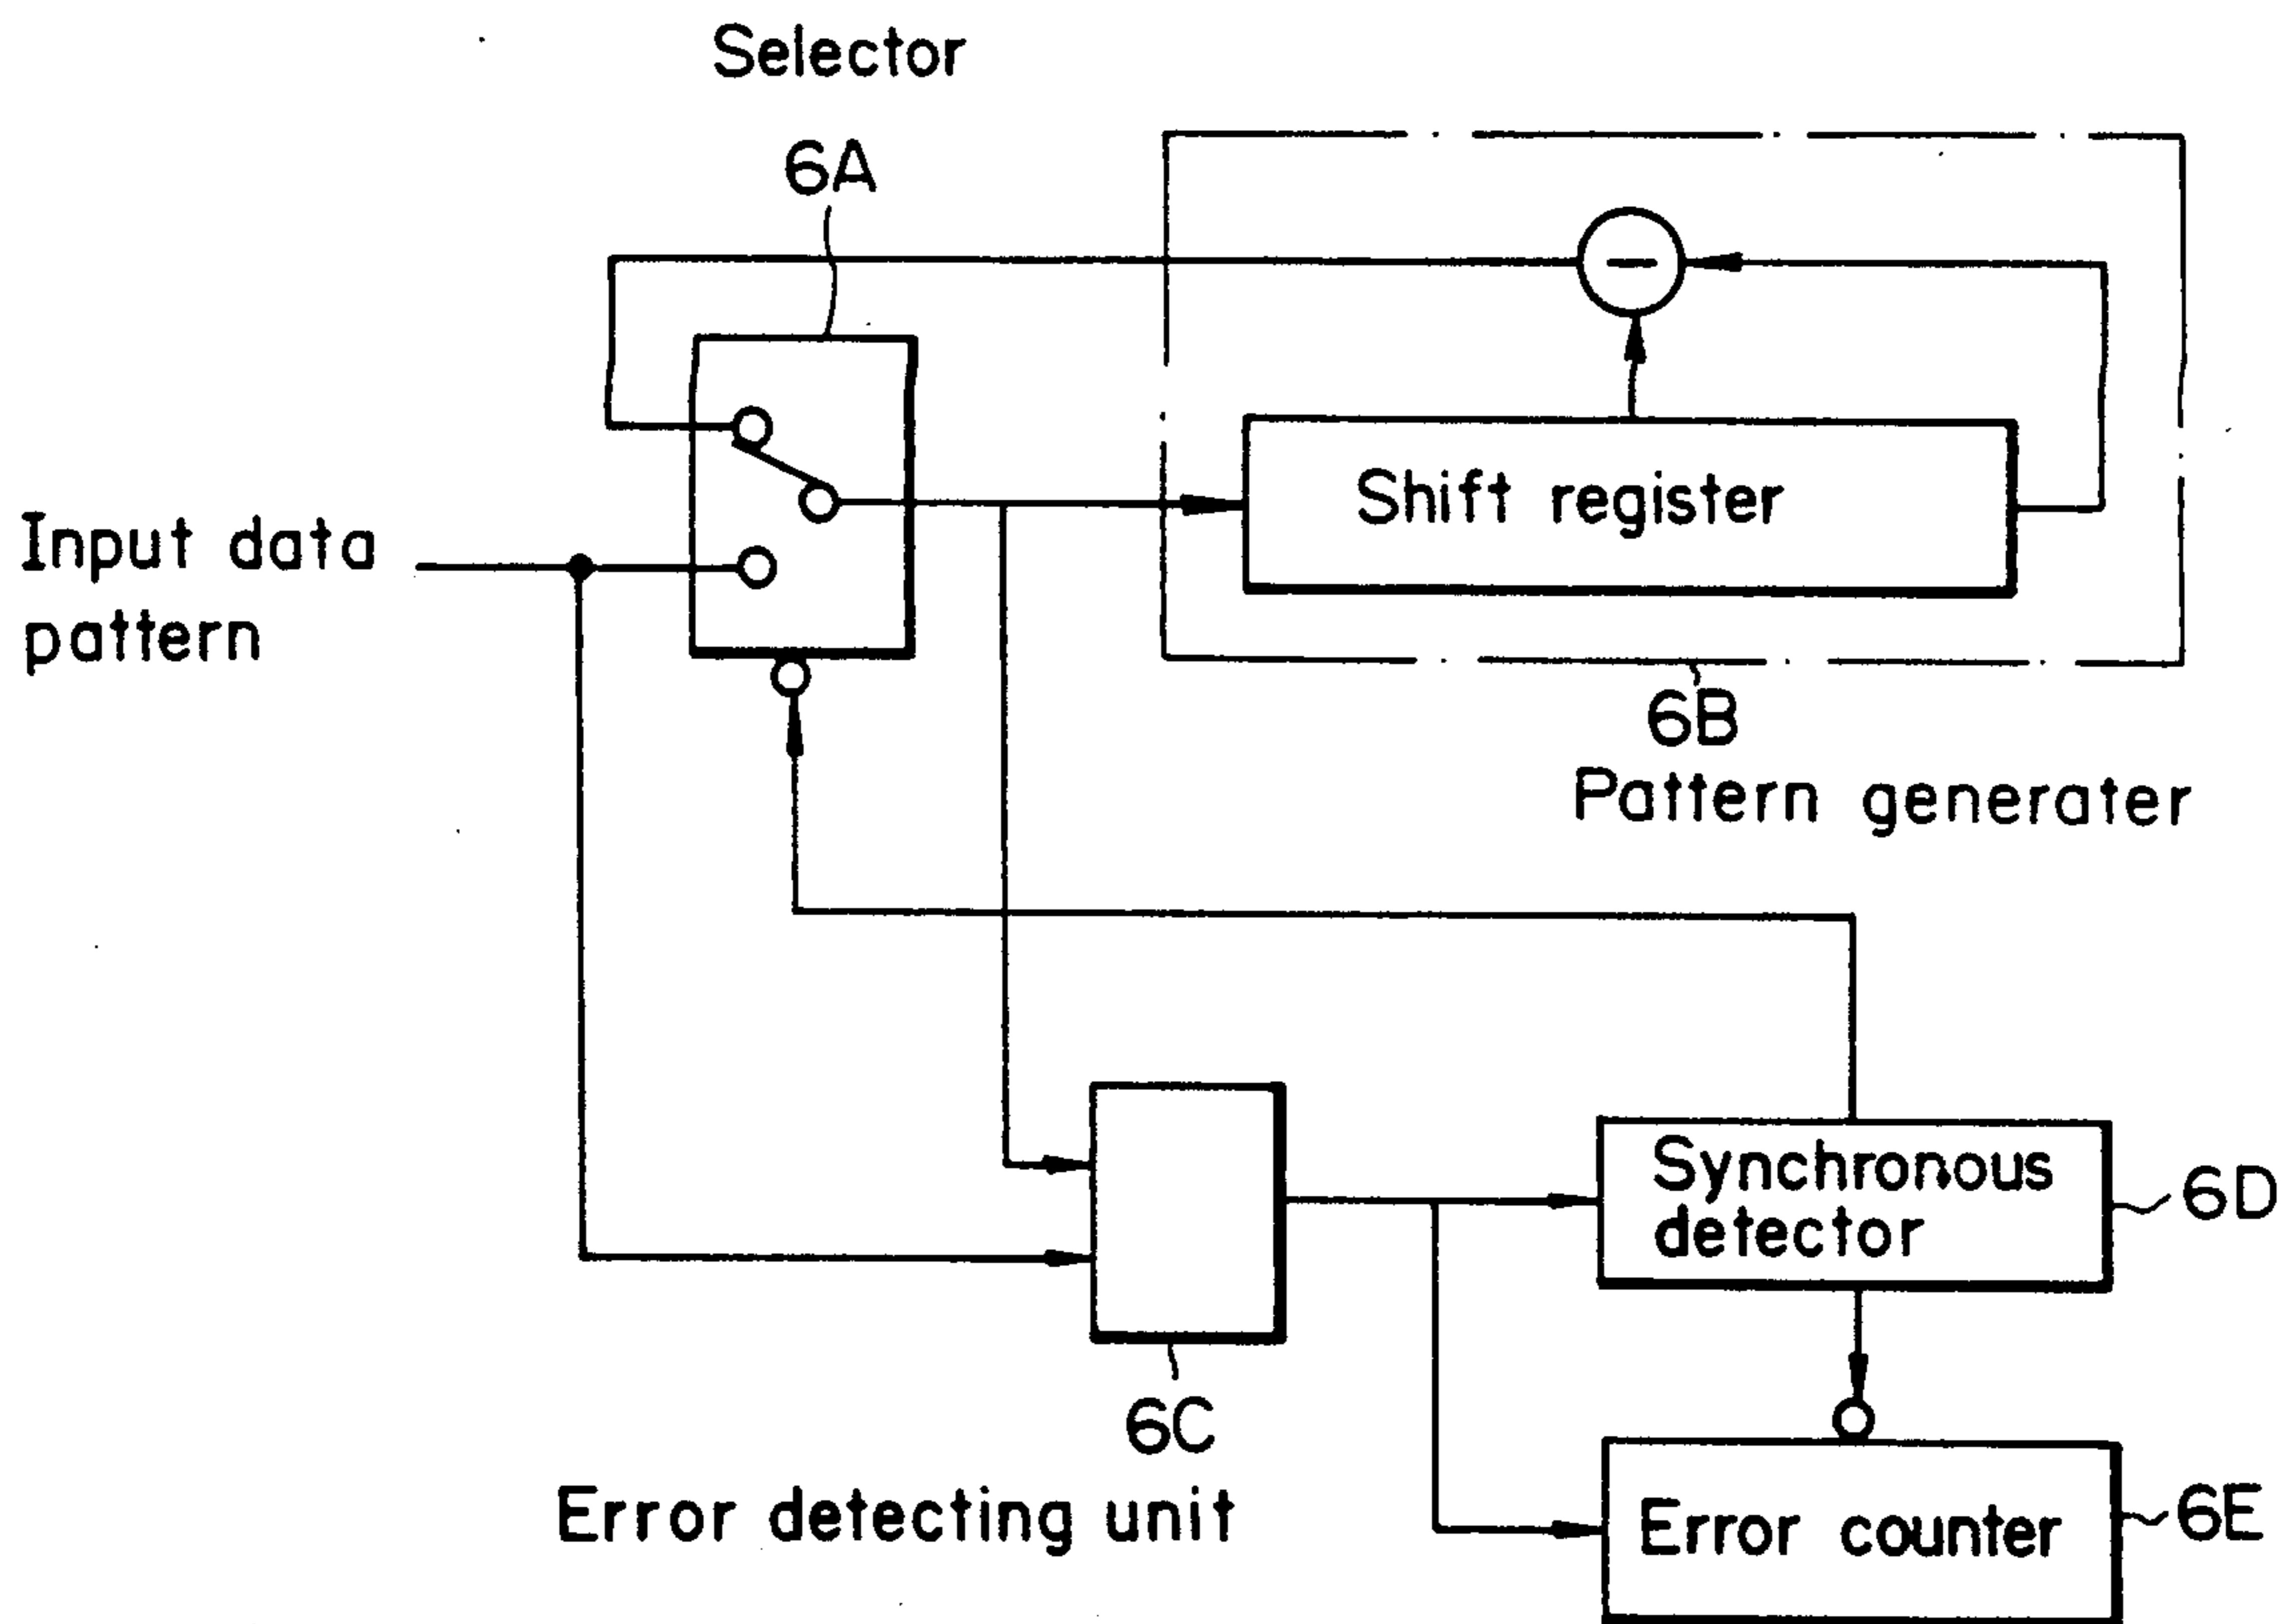 Selector
6A
Input data
pattern
Shift register
6B
Pattern generater
Synchronous
detector
6D
6C
Error detecting unit
Error counter
6E